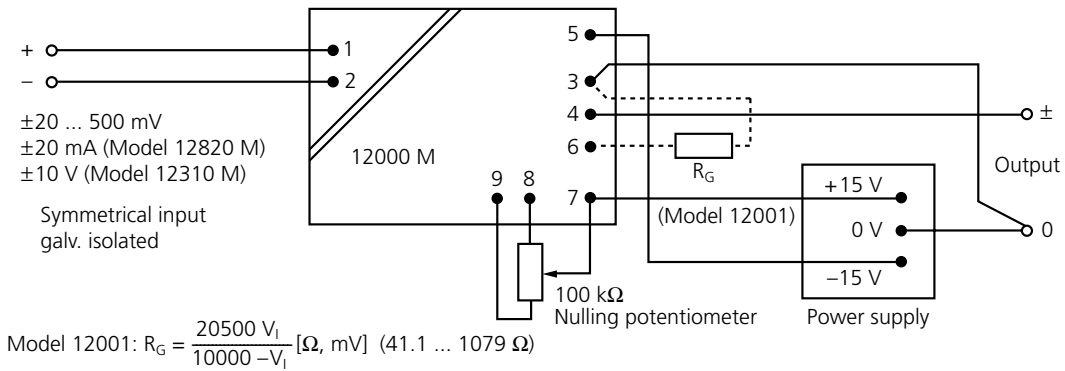 +
−
±20 ... 500 mV
±20 mA (Model 12820 M)
±10 V (Model 12310 M)
Symmetrical input
galv. isolated
1
2
12000 M
5
3
4
6
9 8
7
R_G
(Model 12001)
±
Output
0
+15 V
0 V
−15 V
Power supply
100 kΩ
Nulling potentiometer
Model 12001: R_G = 20500 V_I / 10000 −V_I [Ω, mV] (41.1 ... 1079 Ω)